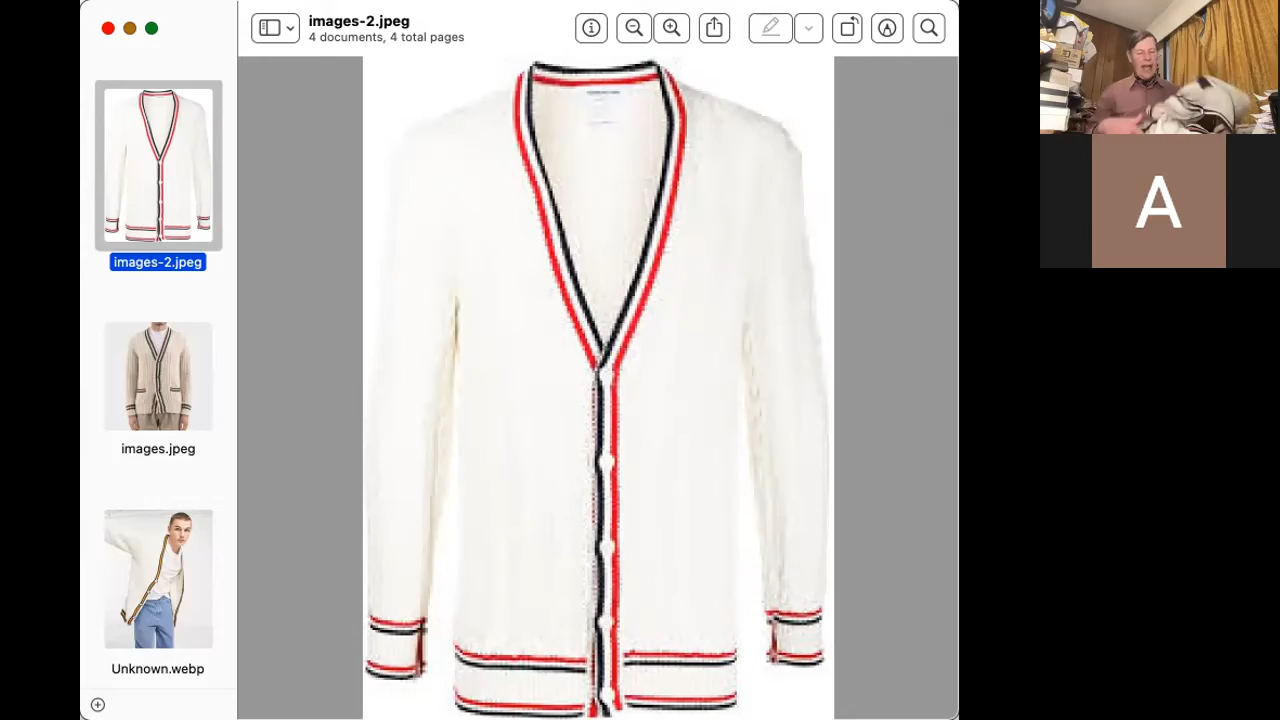 images-2.jpeg
4 documents, 4 total pages
images-2.jpeg
images.jpeg
Unknown.webp
A